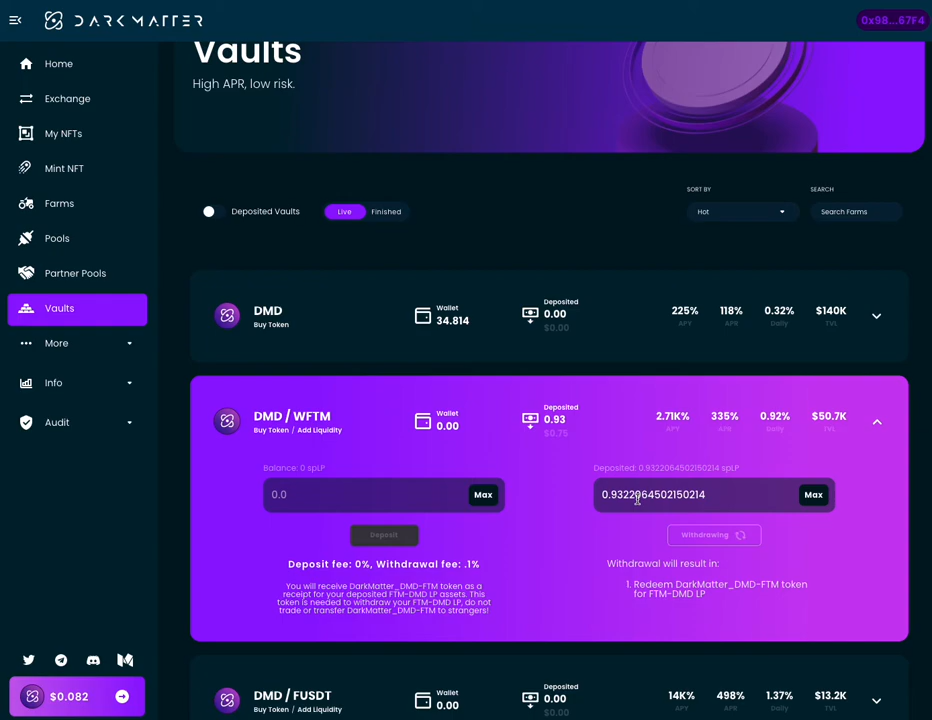 DARKMATTER
0x98...67F4
Home
Exchange
My NFTs
Mint NFT
Farms
Pools
Partner Pools
Vaults
More
Info
Audit
$0.082
Vaults
High APR, low risk.
Deposited Vaults
Live
Finished
SORT BY
Hot
SEARCH
Search Farms
DMD
Buy Token
Wallet
34.814
Deposited
0.00
$0.00
225%
APY
118%
APR
0.32%
Daily
$140K
TVL
DMD / WFTM
Buy Token / Add Liquidity
Wallet
0.00
Deposited
0.93
$0.75
2.71K%
APY
335%
APR
0.92%
Daily
$50.7K
TVL
Balance: 0 spLP
0.0
Max
Deposit
Deposit fee: 0%, Withdrawal fee: .1%
You will receive DarkMatter_DMD-FTM token as a
receipt for your deposited FTM-DMD LP assets. This
token is needed to withdraw your FTM-DMD LP, do not
trade or transfer DarkMatter_DMD-FTM to strangers!
Deposited: 0.9322064502150214 spLP
0.9322064502150214
Max
Withdrawing
Withdrawal will result in:
1. Redeem DarkMatter_DMD-FTM token
for FTM-DMD LP
DMD / FUSDT
Buy Token / Add Liquidity
Wallet
0.00
Deposited
0.00
$0.00
14K%
APY
498%
APR
1.37%
Daily
$13.2K
TVL